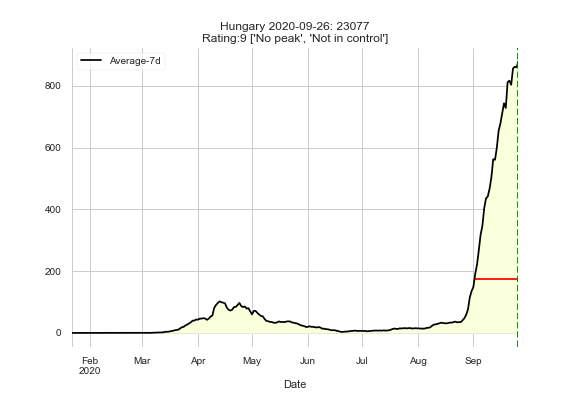 Hungary 2020-09-26: 23077
Rating:9 ['No peak', 'Not in control']
Average-7d
800
600
400
200
0
Feb Mar Apr May Jun Jul Aug Sep
2020
Date